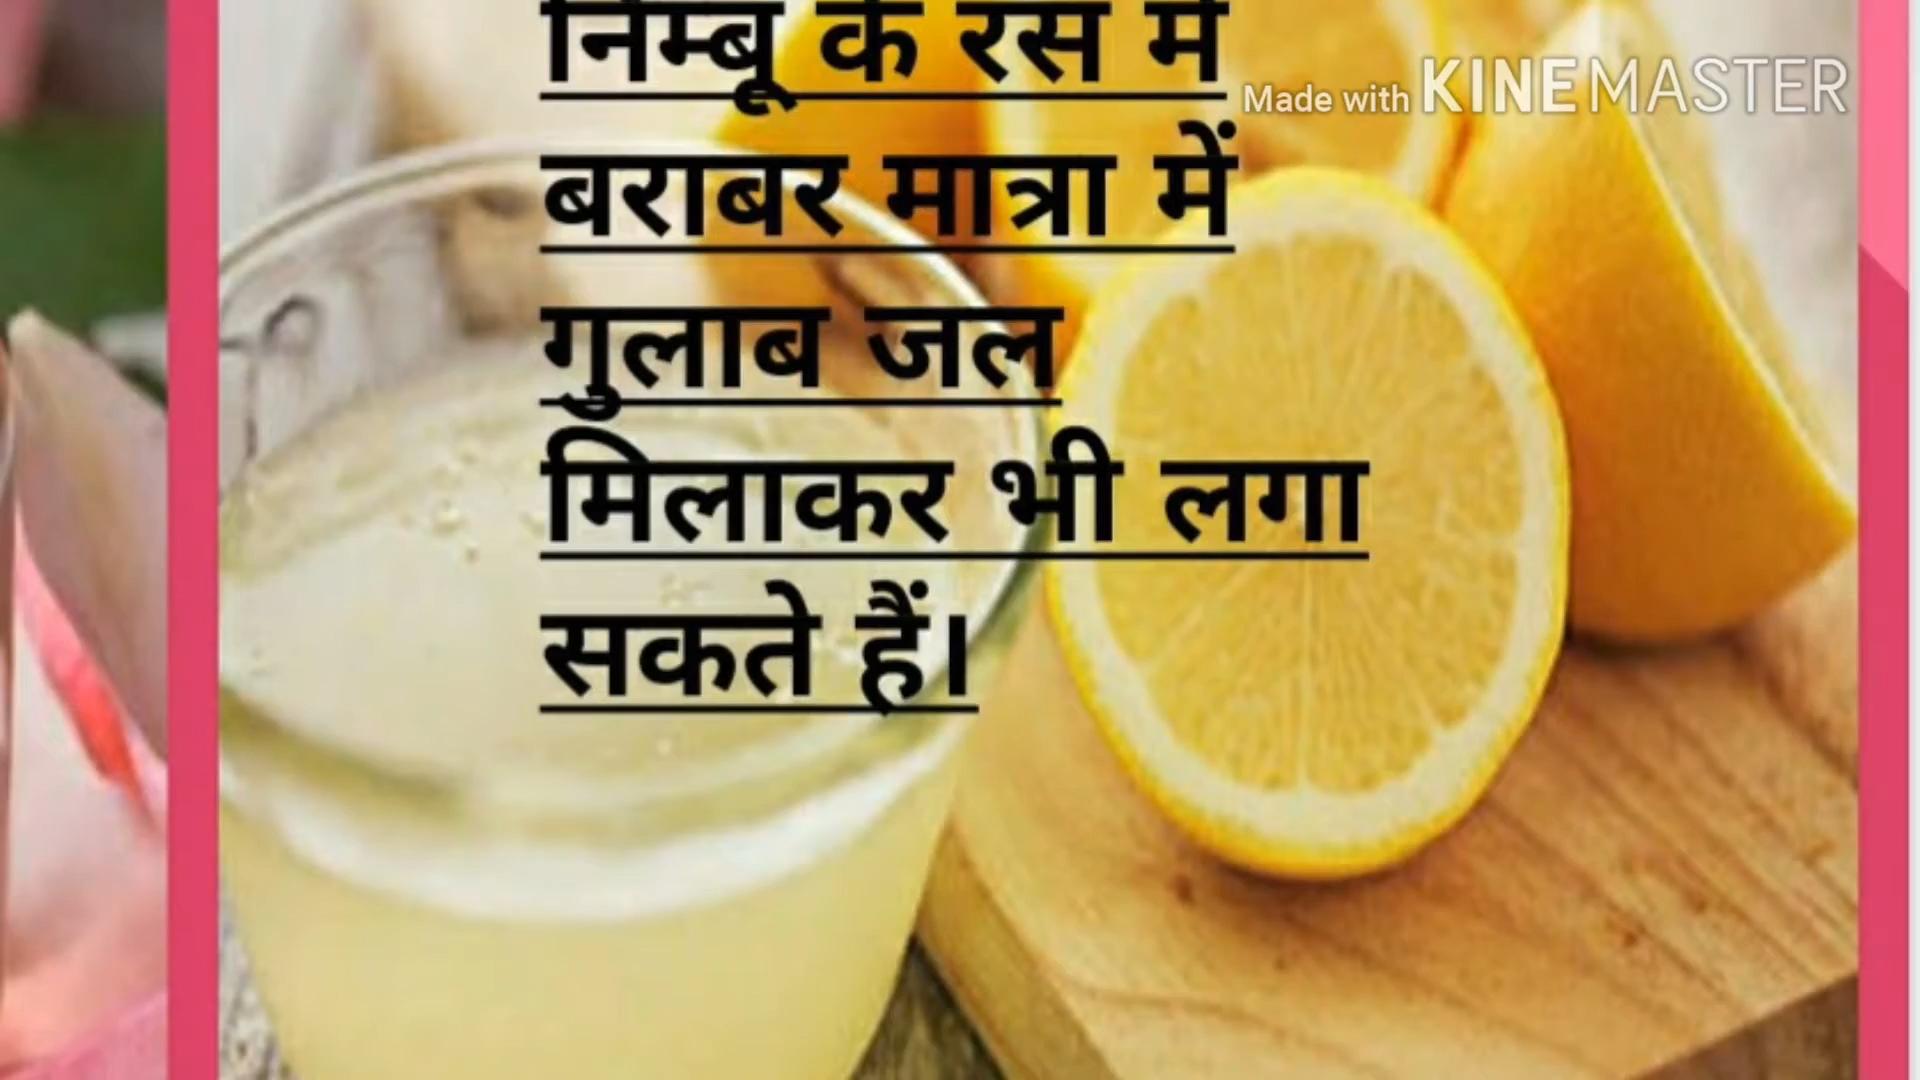 निम्बू के रस में
Made with KINEMASTER
बराबर मात्रा में
गुलाब जल
मिलाकर भी लगा
सकते हैं।